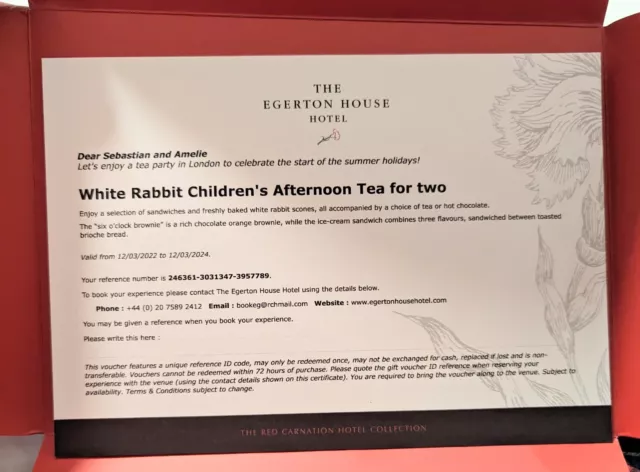 THE
EGERTON HOUSE
HOTEL
Dear Sebastian and Amelie
Let's enjoy a tea party in London to celebrate the start of the summer holidays!
White Rabbit Children's Afternoon Tea for two
Enjoy a selection of sandwiches and freshly baked white rabbit scones, all accompanied by a choice of tea or hot chocolate.
The "six o'clock brownie" is a rich chocolate orange brownie, while the ice-cream sandwich combines three flavours, sandwiched between toasted
brioche bread.
Valid from 12/03/2022 to 12/03/2024.
Your reference number is 246361-3031347-3957789.
To book your experience please contact The Egerton House Hotel using the details below.
Phone : +44 (0) 20 7589 2412 Email : bookeg@rchmail.com Website : www.egertonhousehotel.com
You may be given a reference when you book your experience.
Please write this here :
This voucher features a unique reference ID code, may only be redeemed once, may not be exchanged for cash, replaced if lost and is non-
transferable. Vouchers cannot be redeemed within 72 hours of purchase. Please quote the gift voucher ID reference when reserving your
experience with the venue (using the contact details shown on this certificate). You are required to bring the voucher along to the venue. Subject to
availability. Terms & Conditions subject to change.
THE RED CARNATION HOTEL COLLECTION